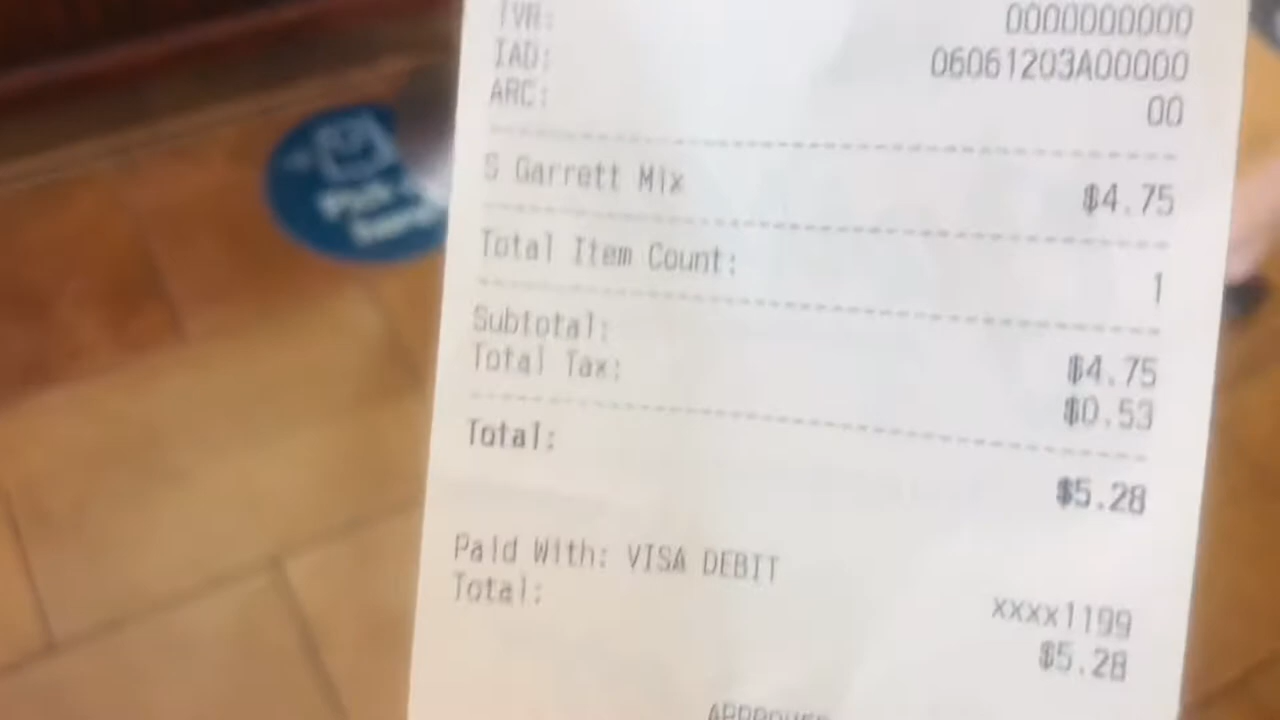 TVR: 0000000000
IAD: 06061203A00000
ARC: 00
S Garrett Mix $4.75
Total Item Count: 1
Subtotal: $4.75
Total Tax: $0.53
Total: $5.28
Paid With: VISA DEBIT
xxxx1199
Total: $5.28
APPROVED